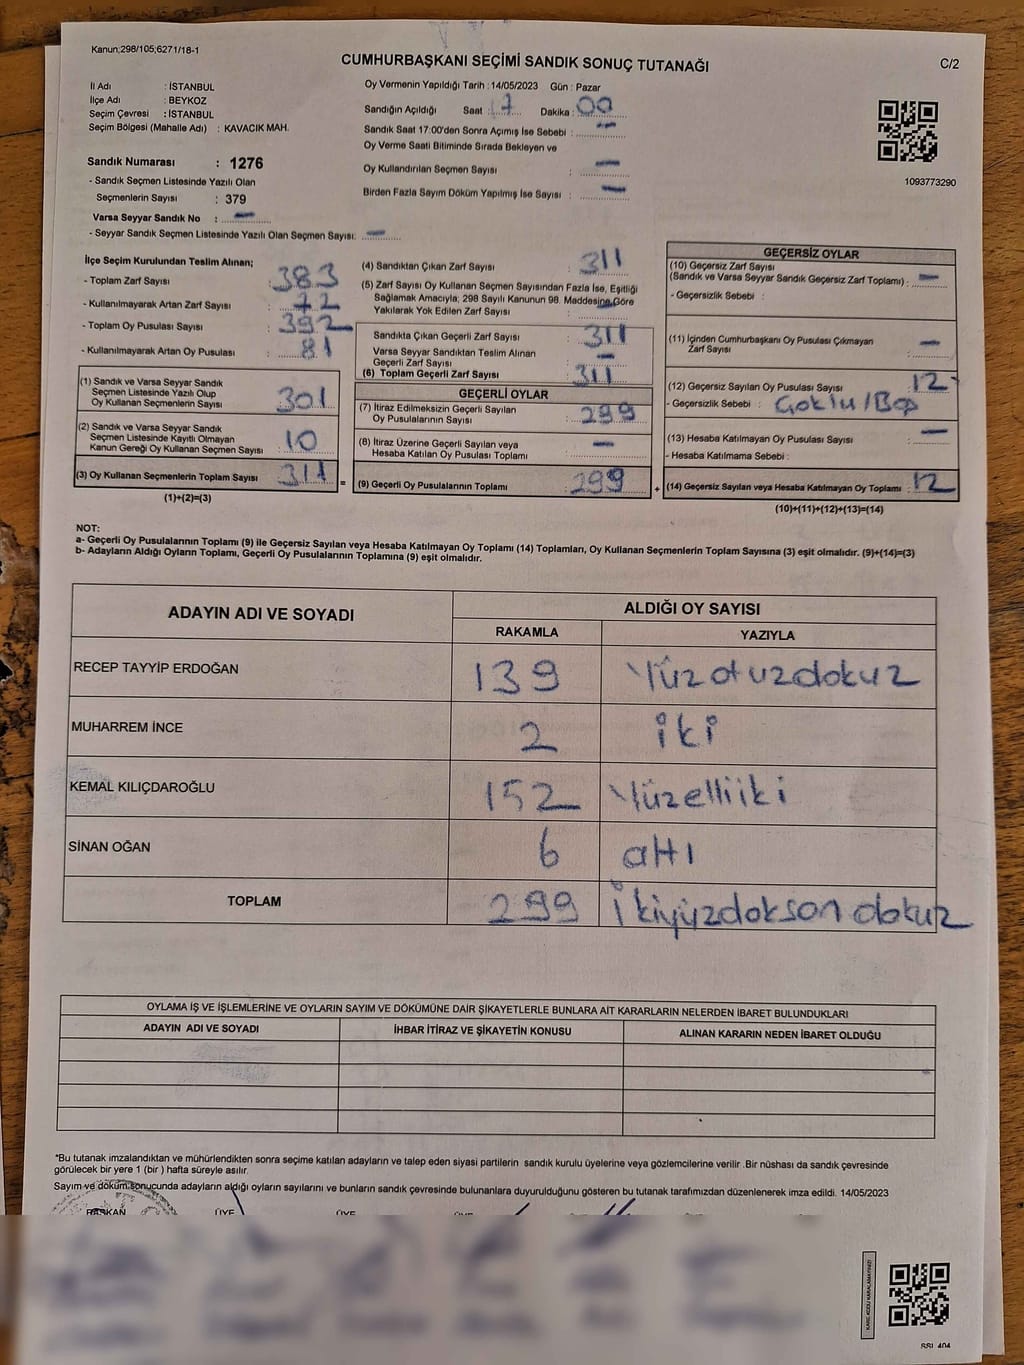 Kanun;298/105;6271/18-1
CUMHURBAŞKANI SEÇİMİ SANDIK SONUÇ TUTANAĞI
C/2
İl Adı : İSTANBUL
İlçe Adı : BEYKOZ
Seçim Çevresi : İSTANBUL
Seçim Bölgesi (Mahalle Adı) : KAVACIK MAH.
Oy Vermenin Yapıldığı Tarih : 14/05/2023 Gün : Pazar
Sandığın Açıldığı Saat : 17 Dakika : 00
Sandık Saat 17:00'den Sonra Açımış İse Sebebi : —
Oy Verme Saati Bitiminde Sırada Bekleyen ve
Oy Kullandırılan Seçmen Sayısı : —
Birden Fazla Sayım Döküm Yapılmış İse Sayısı : —
1093773290
Sandık Numarası : 1276
- Sandık Seçmen Listesinde Yazılı Olan
Seçmenlerin Sayısı : 379
Varsa Seyyar Sandık No : —
- Seyyar Sandık Seçmen Listesinde Yazılı Olan Seçmen Sayısı: —
İlçe Seçim Kurulundan Teslim Alınan;
- Toplam Zarf Sayısı : 383
- Kullanılmayarak Artan Zarf Sayısı : 72
- Toplam Oy Pusulası Sayısı : 392
- Kullanılmayarak Artan Oy Pusulası : 81
(1) Sandık ve Varsa Seyyar Sandık
Seçmen Listesinde Yazılı Olup
Oy Kullanan Seçmenlerin Sayısı : 301
(2) Sandık ve Varsa Seyyar Sandık
Seçmen Listesinde Kayıtlı Olmayan
Kanun Gereği Oy Kullanan Seçmen Sayısı : 10
(3) Oy Kullanan Seçmenlerin Toplam Sayısı : 311 =
(1)+(2)=(3)
(4) Sandıktan Çıkan Zarf Sayısı : 311
(5) Zarf Sayısı Oy Kullanan Seçmen Sayısından Fazla İse, Eşitliği
Sağlamak Amacıyla; 298 Sayılı Kanunun 98. Maddesine Göre
Yakılarak Yok Edilen Zarf Sayısı : —
Sandıkta Çıkan Geçerli Zarf Sayısı : 311
Varsa Seyyar Sandıktan Teslim Alınan
Geçerli Zarf Sayısı : —
(6) Toplam Geçerli Zarf Sayısı : 311
GEÇERLİ OYLAR
(7) İtiraz Edilmeksizin Geçerli Sayılan
Oy Pusulalarının Sayısı : 299
(8) İtiraz Üzerine Geçerli Sayılan veya
Hesaba Katılan Oy Pusulası Toplamı : —
(9) Geçerli Oy Pusulalarının Toplamı : 299 +
GEÇERSİZ OYLAR
(10) Geçersiz Zarf Sayısı
(Sandık ve Varsa Seyyar Sandık Geçersiz Zarf Toplamı) : —
- Geçersizlik Sebebi :
(11) İçinden Cumhurbaşkanı Oy Pusulası Çıkmayan
Zarf Sayısı : —
(12) Geçersiz Sayılan Oy Pusulası Sayısı : 12
- Geçersizlik Sebebi :
(13) Hesaba Katılmayan Oy Pusulası Sayısı : —
- Hesaba Katılmama Sebebi :
(14) Geçersiz Sayılan veya Hesaba Katılmayan Oy Toplamı : 12
(10)+(11)+(12)+(13)=(14)
NOT:
a- Geçerli Oy Pusulalarının Toplamı (9) ile Geçersiz Sayılan veya Hesaba Katılmayan Oy Toplamı (14) Toplamları, Oy Kullanan Seçmenlerin Toplam Sayısına (3) eşit olmalıdır. (9)+(14)=(3)
b- Adayların Aldığı Oyların Toplamı, Geçerli Oy Pusulalarının Toplamına (9) eşit olmalıdır.
ADAYIN ADI VE SOYADI
ALDIĞI OY SAYISI
RAKAMLA YAZIYLA
RECEP TAYYİP ERDOĞAN 139 Yüzotuzdokuz
MUHARREM İNCE 2 iki
KEMAL KILIÇDAROĞLU 152 Yüzelliiki
SİNAN OĞAN 6 altı
TOPLAM 299 İkiyüzdoksan dokuz
OYLAMA İŞ VE İŞLEMLERİNE VE OYLARIN SAYIM VE DÖKÜMÜNE DAİR ŞİKAYETLERLE BUNLARA AİT KARARLARIN NELERDEN İBARET BULUNDUKLARI
ADAYIN ADI VE SOYADI İHBAR İTİRAZ VE ŞİKAYETİN KONUSU ALINAN KARARIN NEDEN İBARET OLDUĞU
*Bu tutanak imzalandıktan ve mühürlendikten sonra seçime katılan adayların ve talep eden siyasi partilerin sandık kurulu üyelerine veya gözlemcilerine verilir .Bir nüshası da sandık çevresinde
görülecek bir yere 1 (bir ) hafta süreyle asılır.
Sayım ve döküm sonucunda adayların aldığı oyların sayılarını ve bunların sandık çevresinde bulunanlara duyurulduğunu gösteren bu tutanak tarafımızdan düzenlenerek imza edildi. 14/05/2023
BAŞKAN ÜYE ÜYE ÜYE
KARE KODU KARALAMAYINIZ!